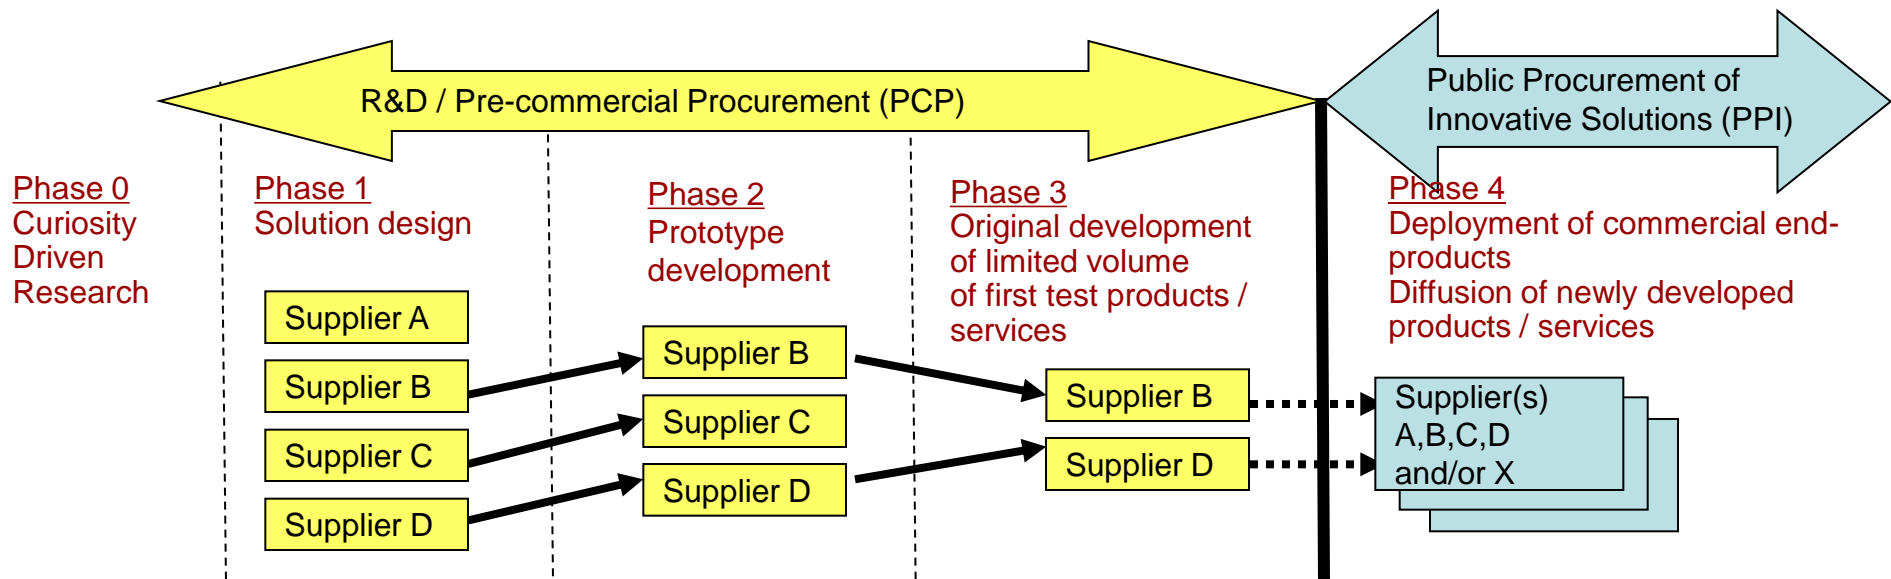 R&D / Pre-commercial Procurement (PCP)
Public Procurement of
Innovative Solutions (PPI)
Phase 0
Curiosity
Driven
Research
Phase 1
Solution design
Supplier A
Supplier B
Supplier C
Supplier D
Phase 2
Prototype
development
Supplier B
Supplier C
Supplier D
Phase 3
Original development
of limited volume
of first test products /
services
Supplier B
Supplier D
Phase 4
Deployment of commercial end-
products
Diffusion of newly developed
products / services
Supplier(s)
A,B,C,D
and/or X